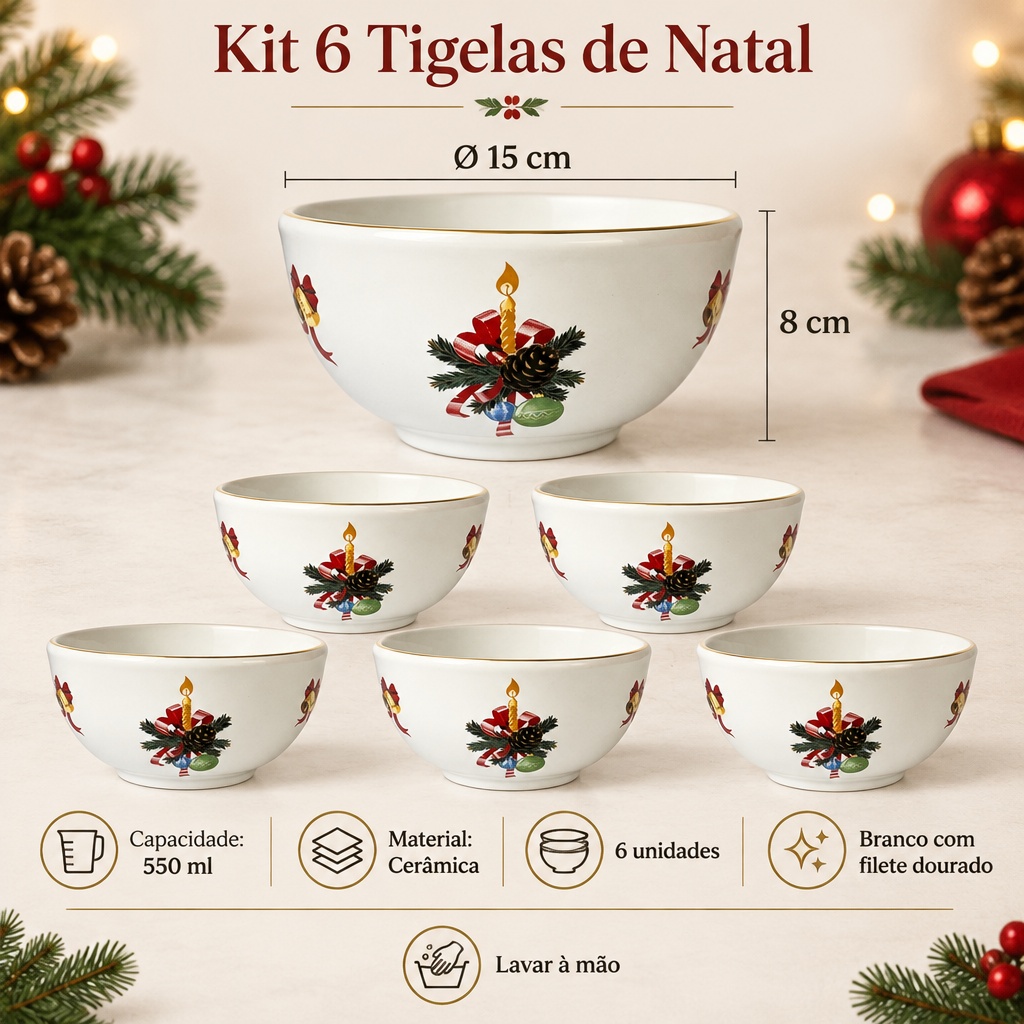 Kit 6 Tigelas de Natal
Ø 15 cm
8 cm
Capacidade:
550 ml
Material:
Cerâmica
6 unidades
Branco com
filete dourado
Lavar à mão